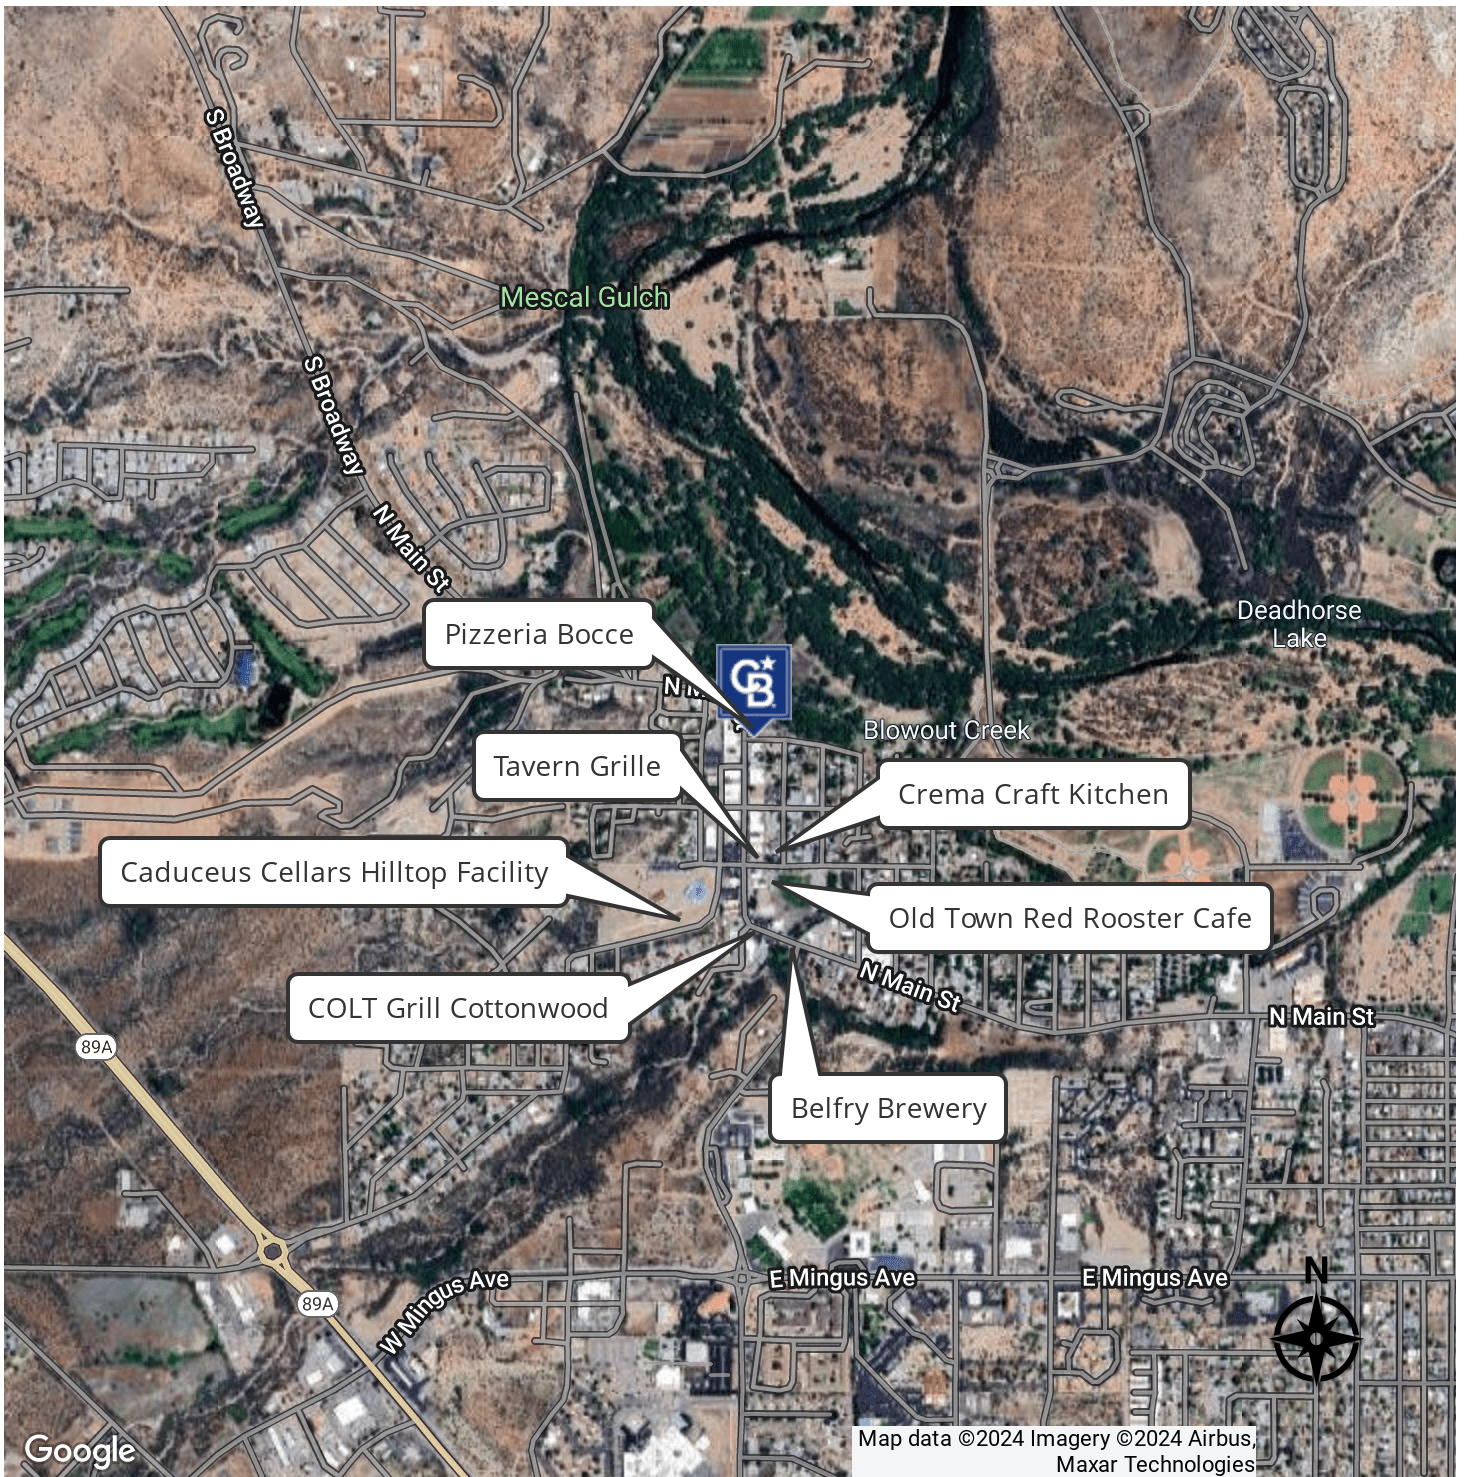 S Broadway
Mescal Gulch
S Broadway
N Main St
Deadhorse
Lake
Pizzeria Bocce
CB
N M
Blowout Creek
Tavern Grille
Crema Craft Kitchen
Caduceus Cellars Hilltop Facility
Old Town Red Rooster Cafe
N Main St
COLT Grill Cottonwood
N Main St
89A
Belfry Brewery
E Mingus Ave
E Mingus Ave
W Mingus Ave
N
89A
Google
Map data ©2024 Imagery ©2024 Airbus,
Maxar Technologies